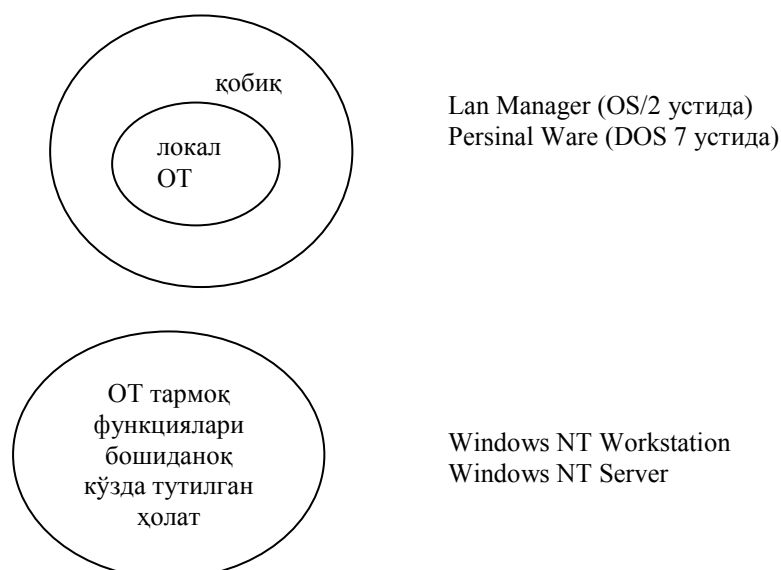 қобиқ
локал
ОТ
Lan Manager (OS/2 устида)
Persinal Ware (DOS 7 устида)
ОТ тармоқ
функциялари
бошиданоқ
кўзда тутилган
ҳолат
Windows NT Workstation
Windows NT Server